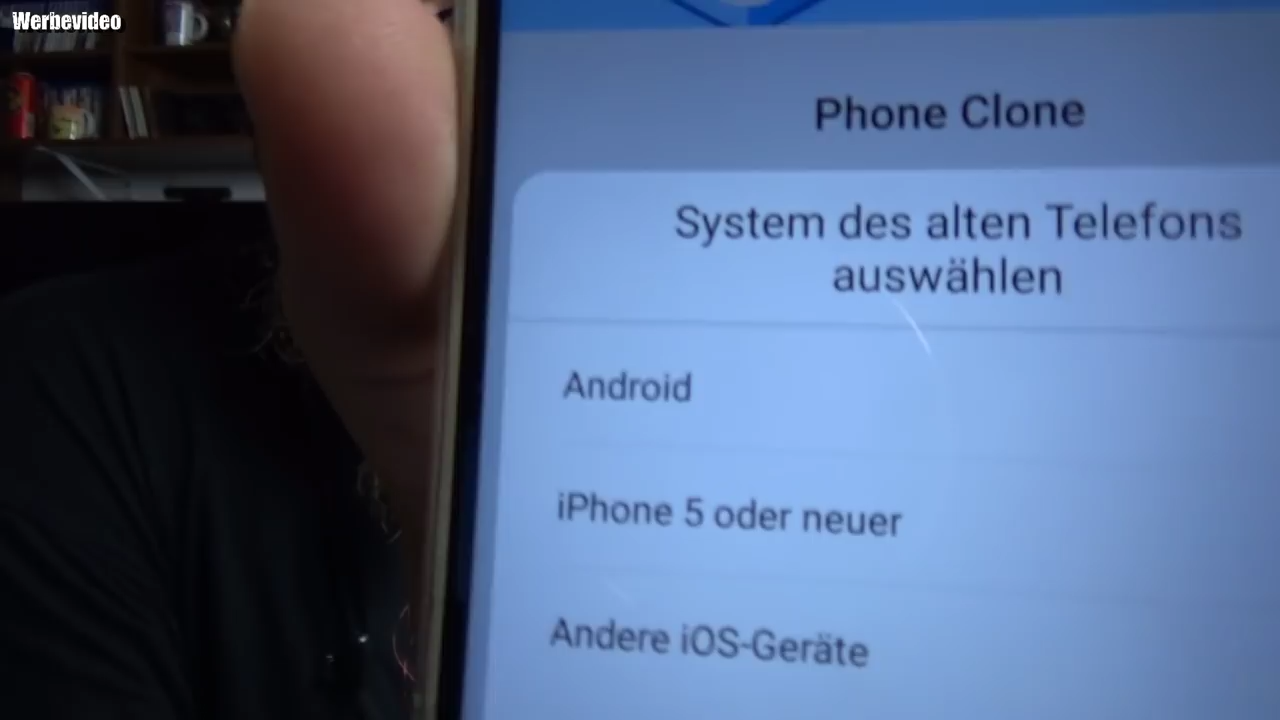 Werbevideo
Phone Clone
System des alten Telefons
auswählen
Android
iPhone 5 oder neuer
Andere iOS-Geräte